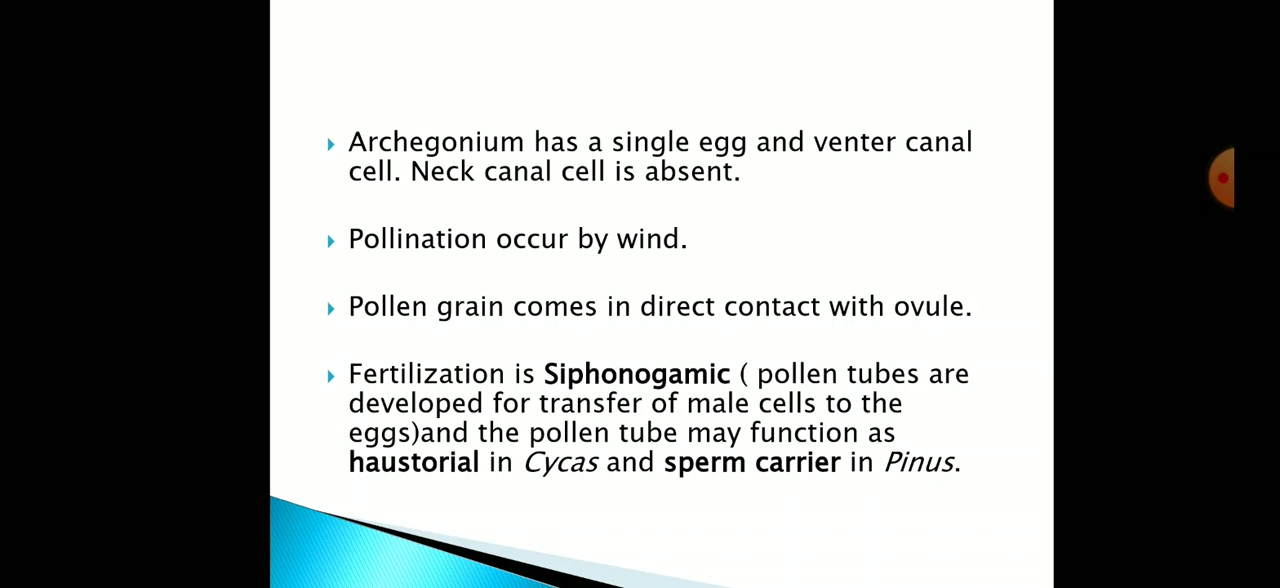 Archegonium has a single egg and venter canal
cell. Neck canal cell is absent.
Pollination occur by wind.
Pollen grain comes in direct contact with ovule.
Fertilization is Siphonogamic ( pollen tubes are
developed for transfer of male cells to the
eggs)and the pollen tube may function as
haustorial in Cycas and sperm carrier in Pinus.